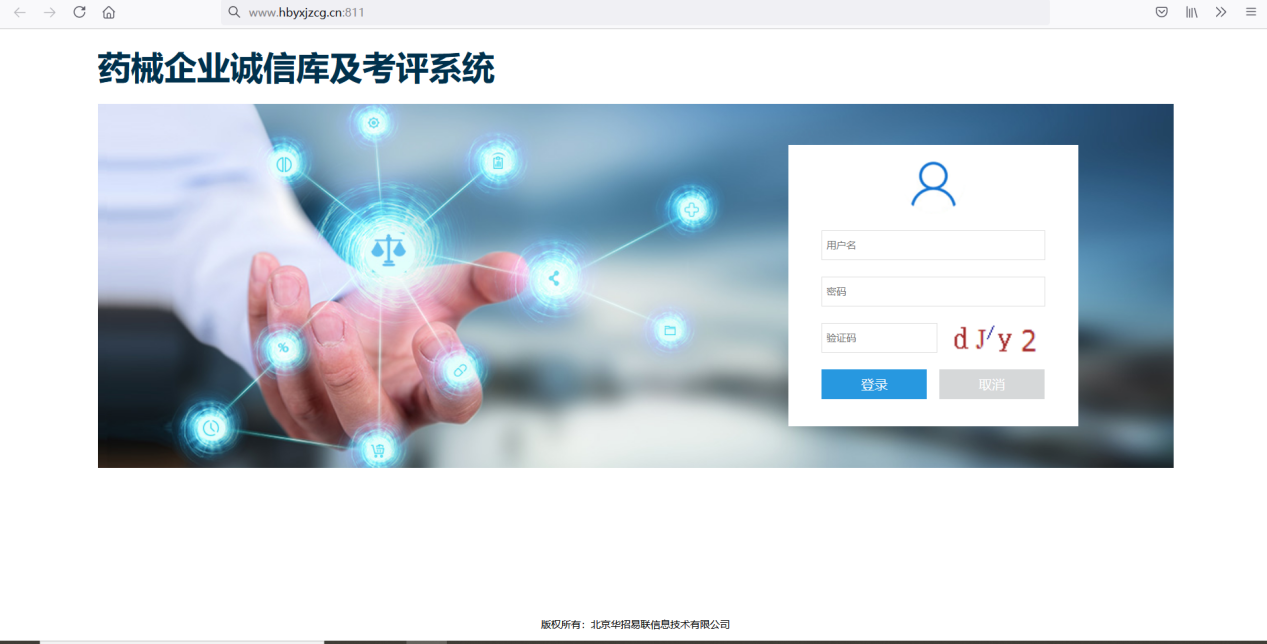 www.hbyxjzcg.cn:811
药械企业诚信库及考评系统
%
用户名
密码
验证码
dJy2
登录
取消
版权所有：北京华招易联信息技术有限公司